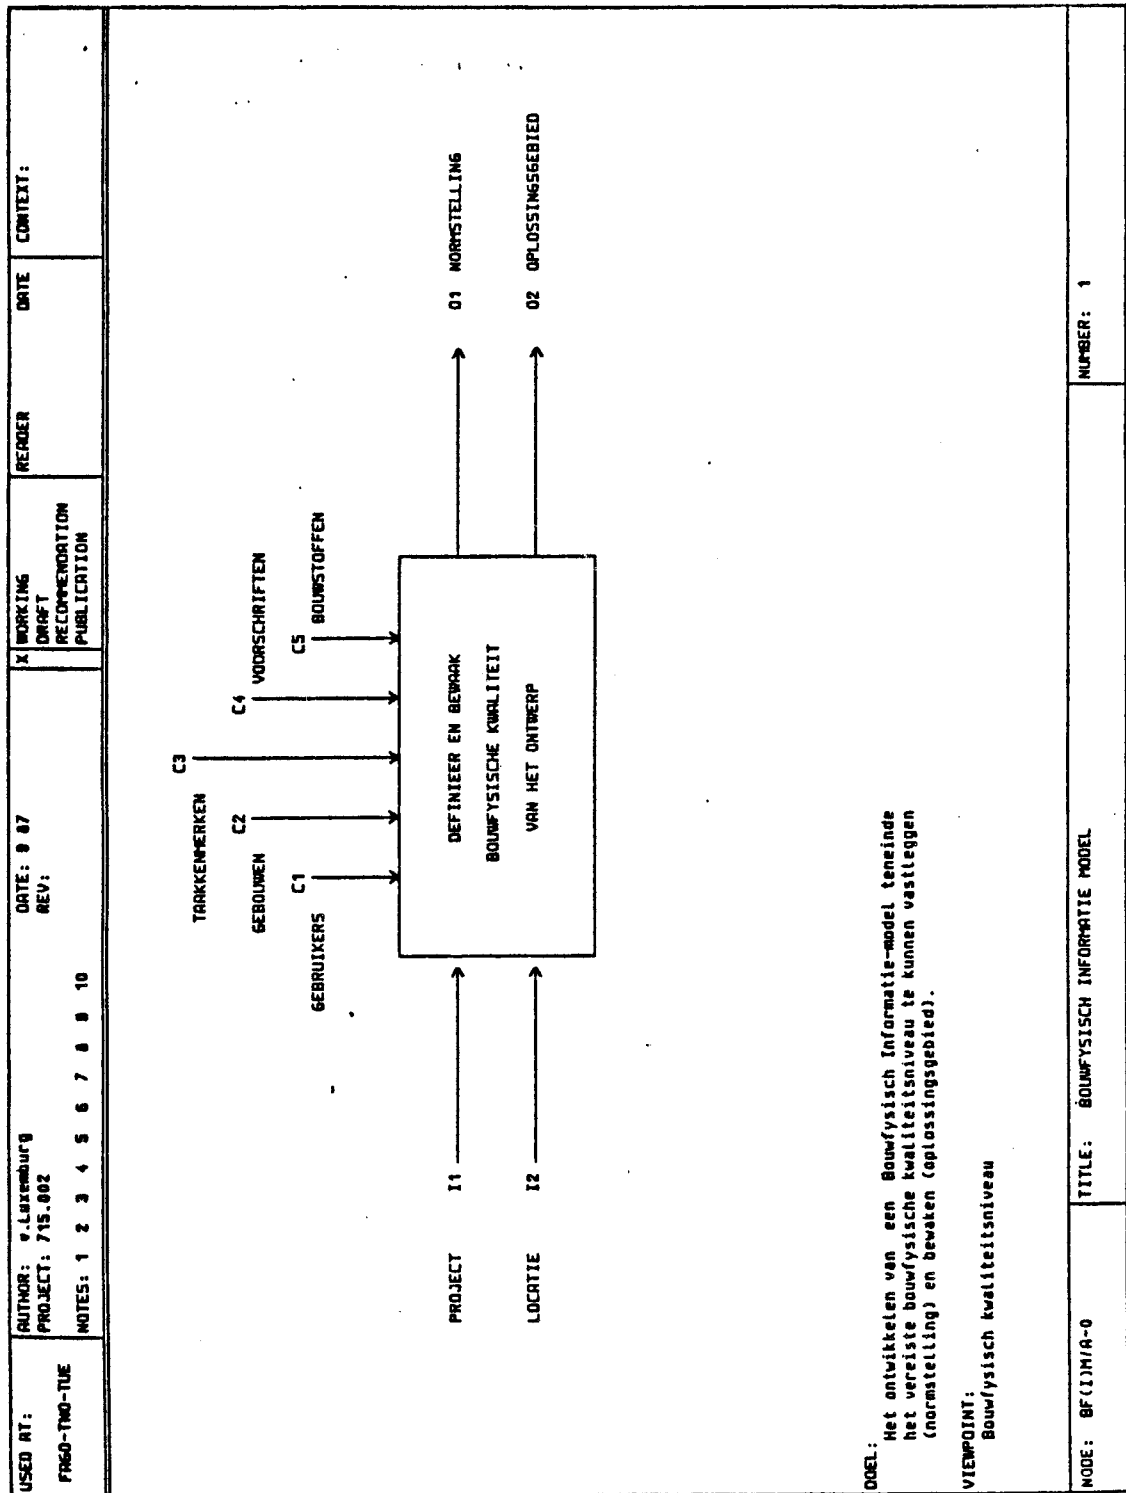 USED AT:
FAGO-TNO-TUE
AUTHOR: v.Luxemburg
PROJECT: 715.002
NOTES: 1 2 3 4 5 6 7 8 9 10
DATE: 9 87
REV:
X WORKING
DRAFT
RECOMMENDATION
PUBLICATION
READER DATE
CONTEXT:
TAAKKENMERKEN C3
GEBOUWEN C2
C4 VOORSCHRIFTEN
GEBRUIKERS C1
C5 BOUWSTOFFEN
PROJECT I1
LOCATIE I2
DEFINIEER EN BEWAAK
BOUWFYSISCHE KWALITEIT
VAN HET ONTWERP
O1 NORMSTELLING
O2 OPLOSSINGSGEBIED
DOEL:
Het ontwikkelen van een Bouwfysisch Informatie-model teneinde
het vereiste bouwfysische kwaliteitsniveau te kunnen vastleggen
(normstelling) en bewaken (oplossingsgebied).
VIEWPOINT:
Bouwfysisch kwaliteitsniveau
NODE: BF(I)M/A-0
TITLE: BOUWFYSISCH INFORMATIE MODEL
NUMBER: 1